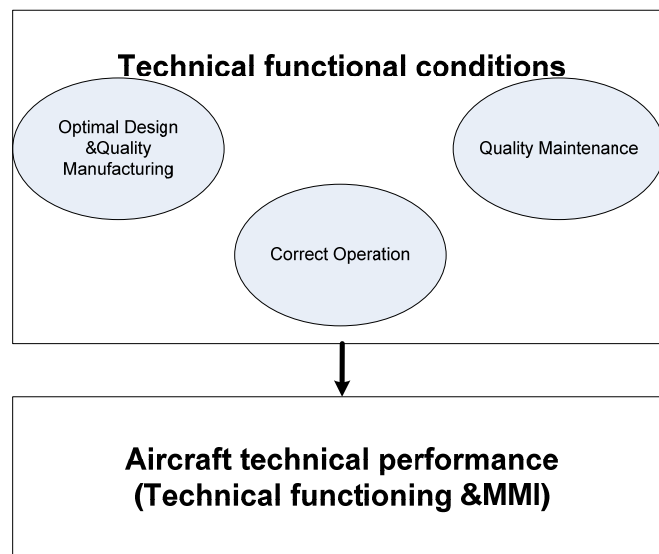 Technical functional conditions
Optimal Design
&Quality
Manufacturing
Quality Maintenance
Correct Operation
Aircraft technical performance
(Technical functioning &MMI)